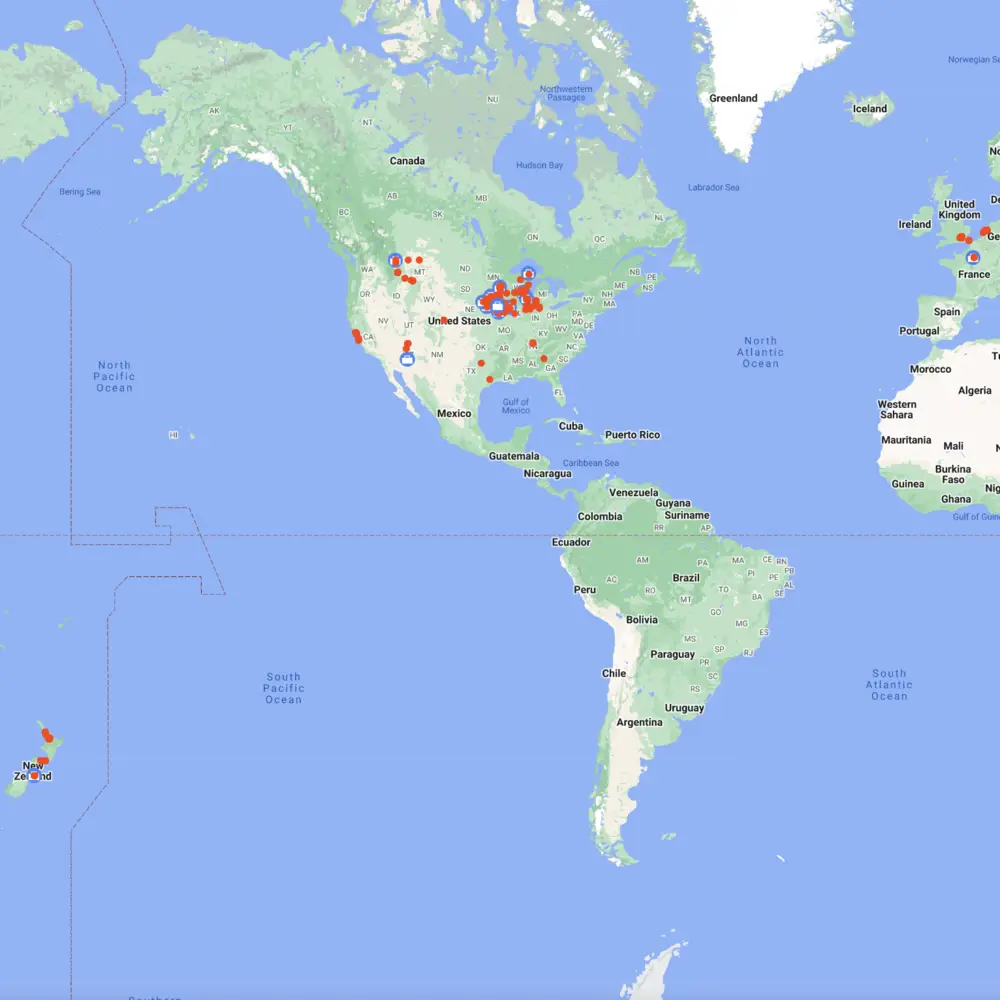 Norwegian Se
Northwestern
Passages
NU
Greenland
AK
Iceland
YT
NT
Canada
Hudson Bay
No
Labrador Sea
Bering Sea
AB
MB
De
United
Kingdom
BC
SK
NL
Ireland
ON
QC
Ge
WA
MT
ND
MN
NB
PE
France
SD
NH
NS
OR
ID
WY
MI
NY
MA
NE
PA
Spain
NV
UT
United States
IN
OH
MD
CA
MO
WV
DE
Portugal
KY
VA
North
Pacific
Ocean
NM
OK
AR
NC
North
Atlantic
Ocean
TX
MS
AL
SC
GA
Morocco
LA
FL
Algeria
Gulf of
Mexico
Western
Sahara
Mexico
HI
Cuba
Puerto Rico
Mauritania
Mali
N
Guatemala
Caribbean Sea
Nicaragua
Burkina
Faso
Guinea
Nig
Venezuela
Guyana
Ghana
Colombia
Suriname
Gulf of Guin
RR
AP
Ecuador
AM
PA
MA
CE
RN
PB
Peru
AC
RO
Brazil
TO
PI
PE
AL
SE
MT
BA
GO
Bolivia
MG
ES
MS
SP
RJ
Paraguay
PR
Chile
SC
South
Pacific
Ocean
RS
South
Atlantic
Ocean
Uruguay
Argentina
New
Zealand
Southern